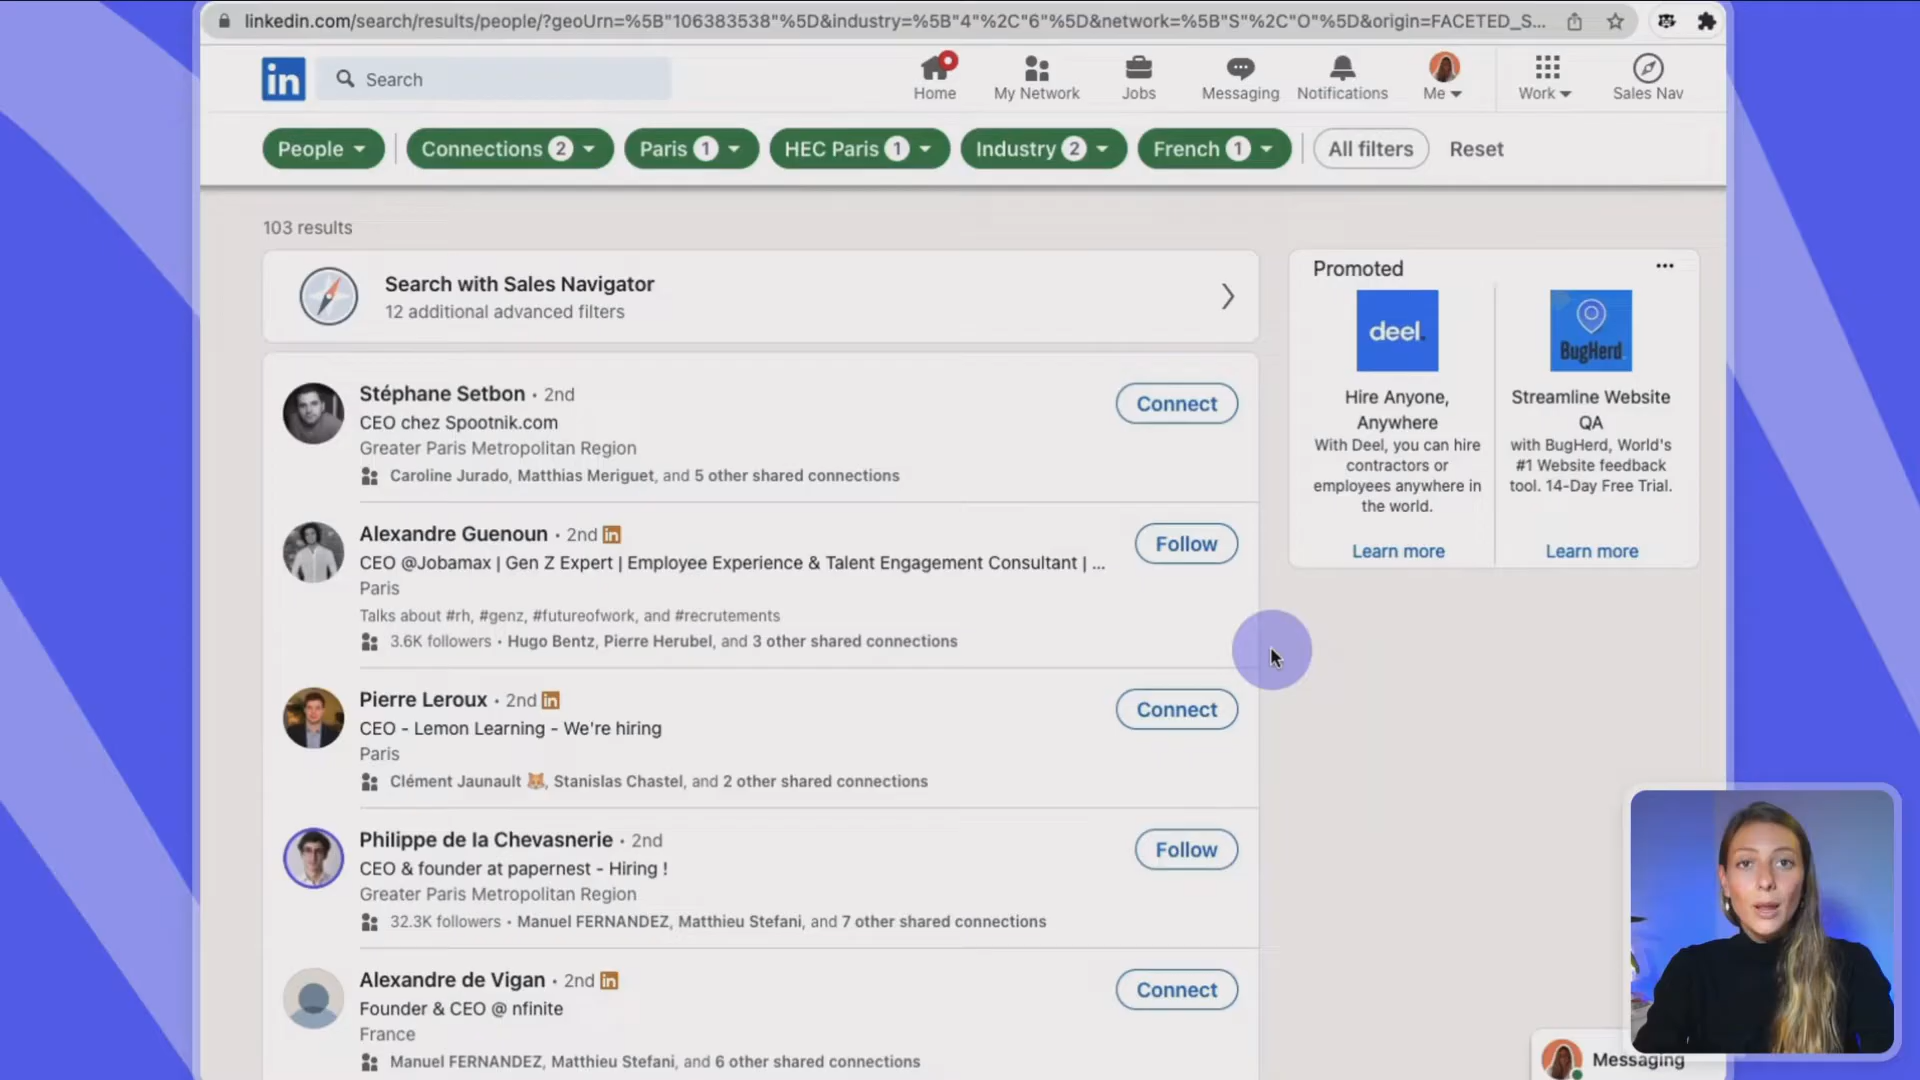 linkedin.com/search/results/people/?geoUrn=%5B"106383538"%5D&industry=%5B"4"%2C"6"%5D&network=%5B"S"%2C"O"%5D&origin=FACETED_S...
in
Search
Home
My Network
Jobs
Messaging
Notifications
Me
Work
Sales Nav
People
Connections 2
Paris 1
HEC Paris 1
Industry 2
French 1
All filters
Reset
103 results
Search with Sales Navigator
12 additional advanced filters
Stéphane Setbon • 2nd
CEO chez Spootnik.com
Greater Paris Metropolitan Region
Caroline Jurado, Matthias Meriguet, and 5 other shared connections
Connect
Alexandre Guenoun • 2nd in
CEO @Jobamax | Gen Z Expert | Employee Experience & Talent Engagement Consultant | ...
Paris
Talks about #rh, #genz, #futureofwork, and #recrutements
3.6K followers • Hugo Bentz, Pierre Herubel, and 3 other shared connections
Follow
Pierre Leroux • 2nd in
CEO - Lemon Learning - We're hiring
Paris
Clément Jaunault 🦊, Stanislas Chastel, and 2 other shared connections
Connect
Philippe de la Chevasnerie • 2nd
CEO & founder at papernest - Hiring !
Greater Paris Metropolitan Region
32.3K followers • Manuel FERNANDEZ, Matthieu Stefani, and 7 other shared connections
Follow
Alexandre de Vigan • 2nd in
Founder & CEO @ nfinite
France
Manuel FERNANDEZ, Matthieu Stefani, and 6 other shared connections
Connect
Promoted
deel.
Hire Anyone,
Anywhere
With Deel, you can hire
contractors or
employees anywhere in
the world.
Learn more
BugHerd
Streamline Website
QA
with BugHerd, World's
#1 Website feedback
tool. 14-Day Free Trial.
Learn more
Messaging